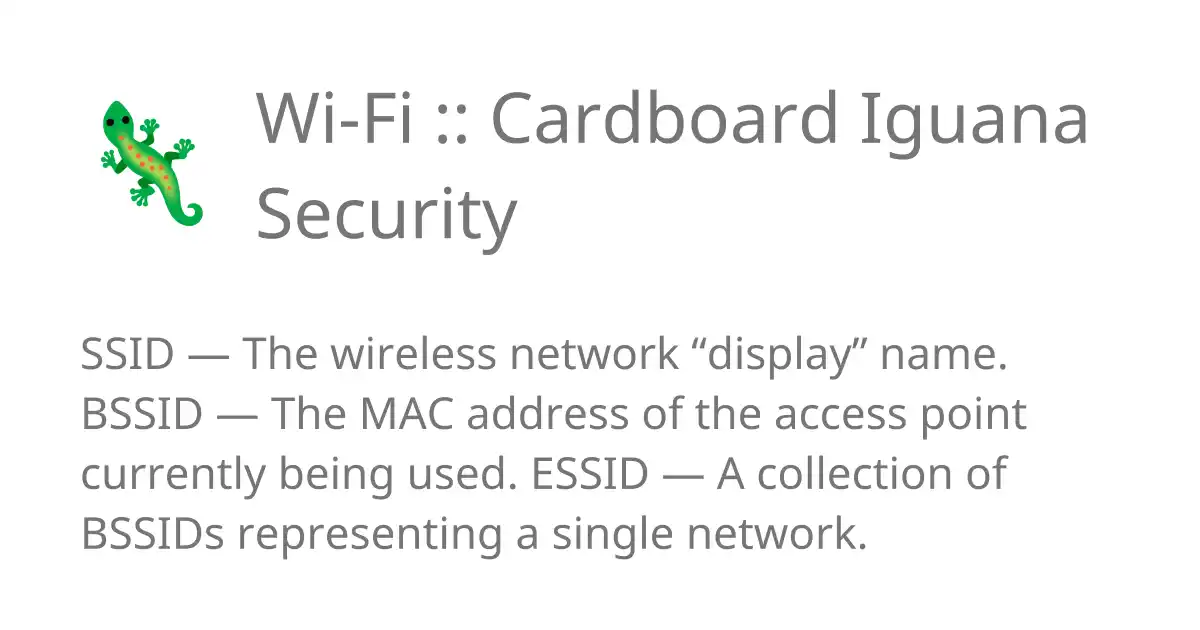 Wi-Fi :: Cardboard Iguana
Security
SSID — The wireless network “display” name.
BSSID — The MAC address of the access point
currently being used. ESSID — A collection of
BSSIDs representing a single network.